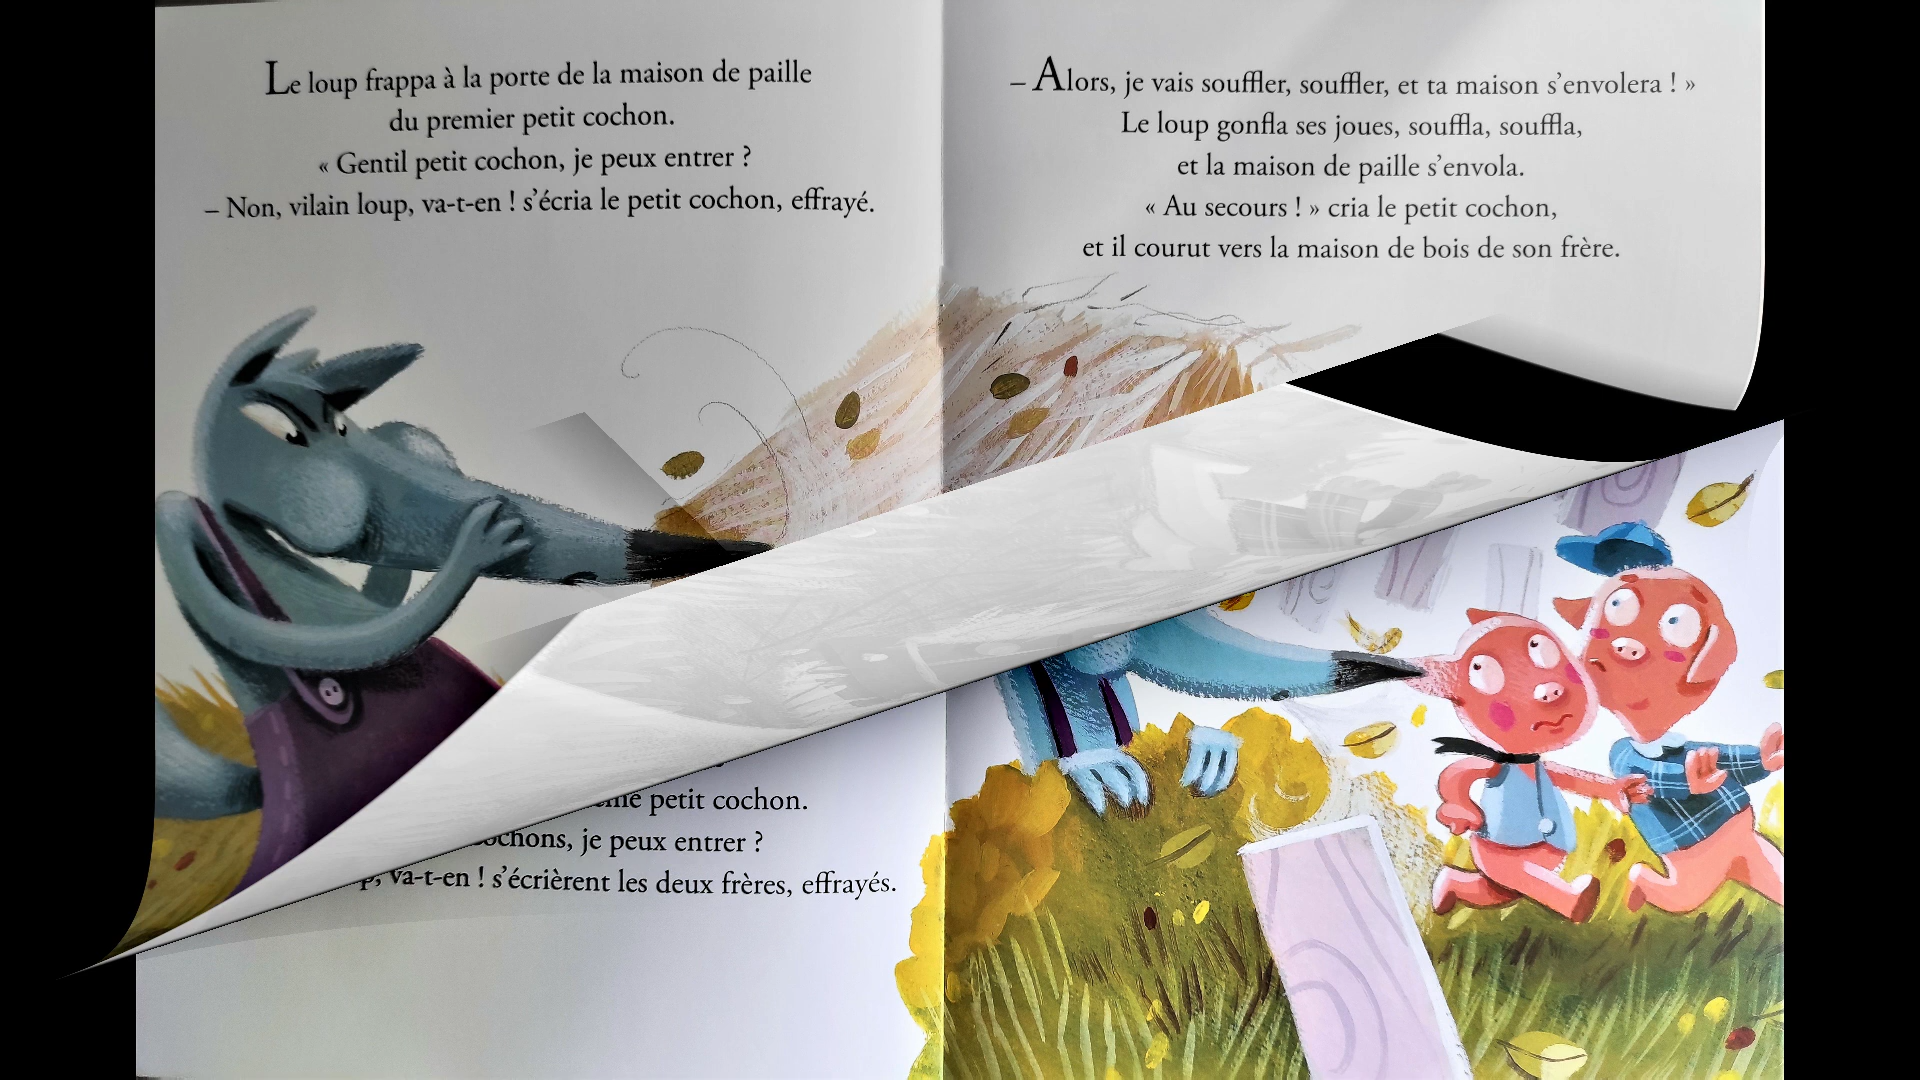 Le loup frappa à la porte de la maison de paille
du premier petit cochon.
« Gentil petit cochon, je peux entrer ?
– Non, vilain loup, va-t-en ! s’écria le petit cochon, effrayé.
– Alors, je vais souffler, souffler, et ta maison s’envolera ! »
Le loup gonfla ses joues, souffla, souffla,
et la maison de paille s’envola.
« Au secours ! » cria le petit cochon,
et il courut vers la maison de bois de son frère.
petit cochon.
ochons, je peux entrer ?
p, va-t-en ! s’écrièrent les deux frères, effrayés.